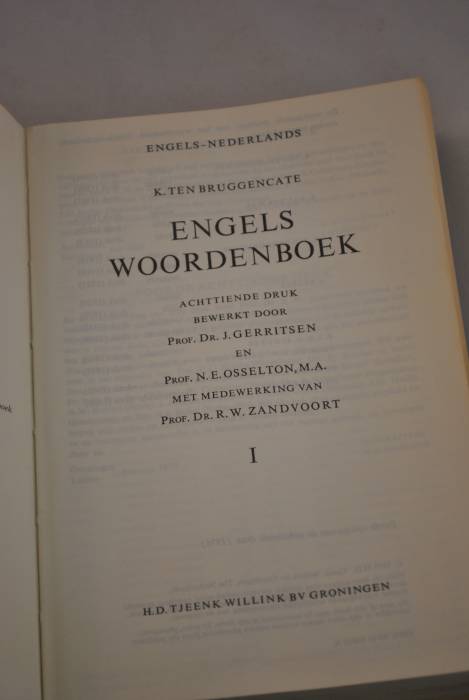 ENGELS-NEDERLANDS
K. TEN BRUGGENCATE
ENGELS
WOORDENBOEK
ACHTTIENDE DRUK
BEWERKT DOOR
PROF. DR. J. GERRITSEN
EN
PROF. N. E. OSSELTON, M.A.
MET MEDEWERKING VAN
PROF. DR. R. W. ZANDVOORT
I
H.D. TJEENK WILLINK BV GRONINGEN